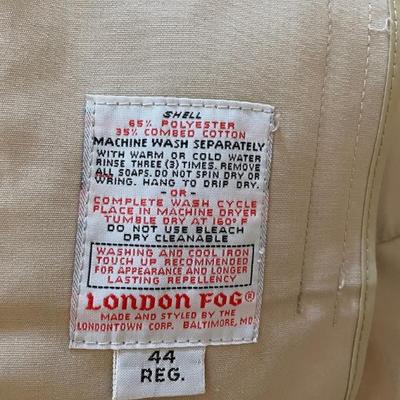 SHELL
65% POLYESTER
35% COMBED COTTON
MACHINE WASH SEPARATELY
WITH WARM OR COLD WATER
RINSE THREE (3) TIMES. REMOVE
ALL SOAPS. DO NOT SPIN DRY OR
WRING. HANG TO DRIP DRY.
- OR -
COMPLETE WASH CYCLE
PLACE IN MACHINE DRYER
TUMBLE DRY AT 160° F
DO NOT USE BLEACH
DRY CLEANABLE
WASHING AND COOL IRON
TOUCH UP RECOMMENDED
FOR APPEARANCE AND LONGER
LASTING REPELLENCY
LONDON FOG®
MADE AND STYLED BY THE
LONDONTOWN CORP. BALTIMORE, MD.
44
REG.